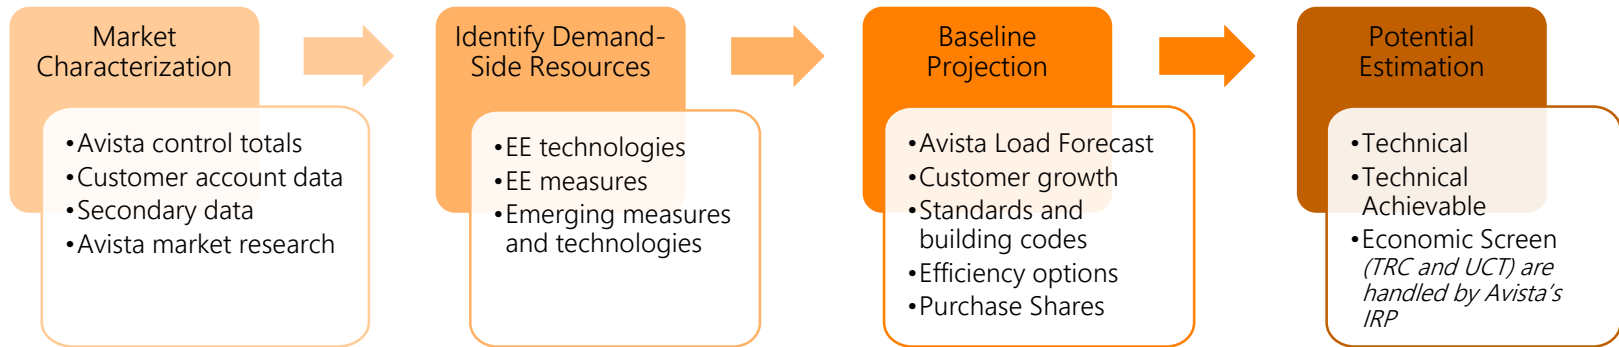 Market
Characterization
•Avista control totals
•Customer account data
•Secondary data
•Avista market research
Identify Demand-
Side Resources
•EE technologies
•EE measures
•Emerging measures
and technologies
Baseline
Projection
•Avista Load Forecast
•Customer growth
•Standards and
building codes
•Efficiency options
•Purchase Shares
Potential
Estimation
•Technical
•Technical
Achievable
•Economic Screen
(TRC and UCT) are
handled by Avista's
IRP